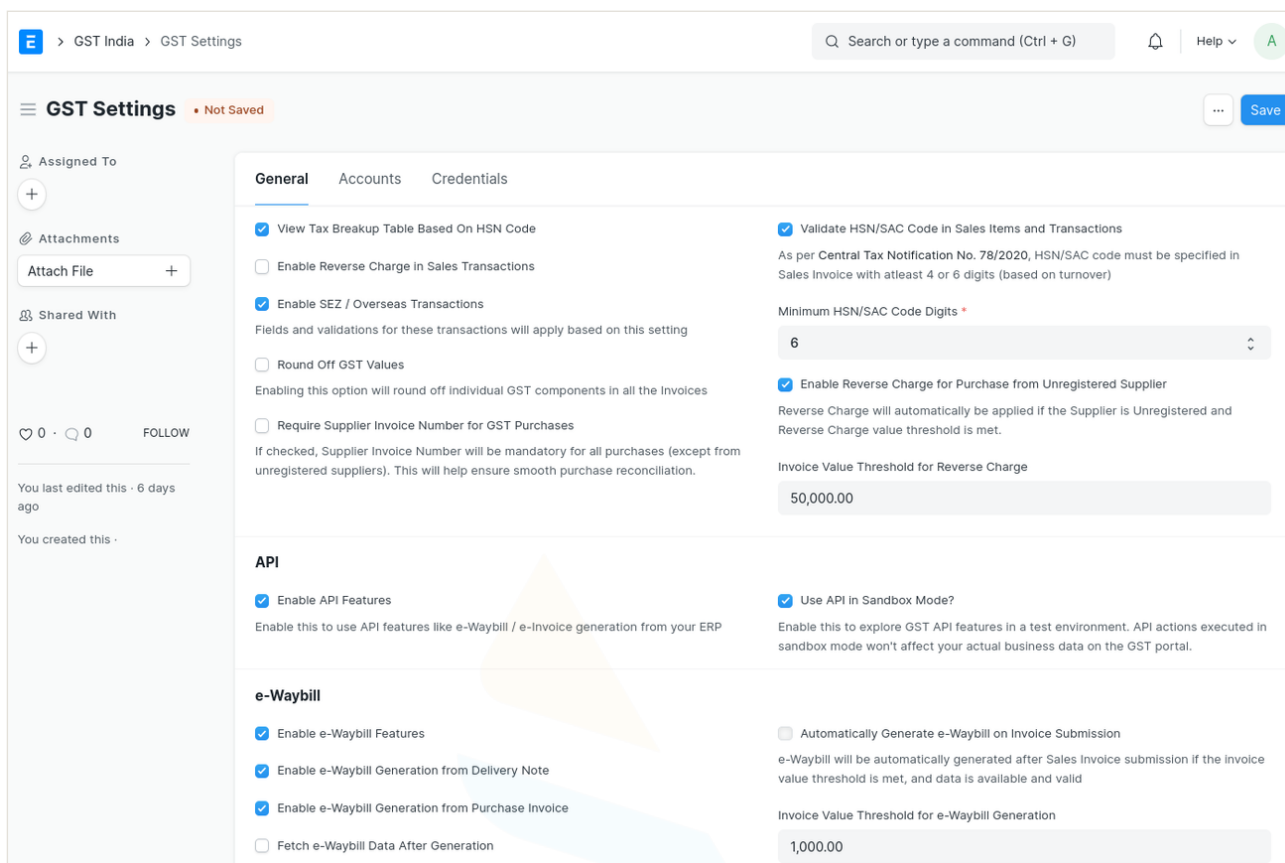 GST India
GST Settings
Search or type a command (Ctrl + G)
Help
A
GST Settings
• Not Saved
...
Save
Assigned To
+
Attachments
Attach File +
Shared With
+
0 · 0 FOLLOW
You last edited this · 6 days
ago
You created this ·
General
Accounts
Credentials
View Tax Breakup Table Based On HSN Code
Enable Reverse Charge in Sales Transactions
Enable SEZ / Overseas Transactions
Fields and validations for these transactions will apply based on this setting
Round Off GST Values
Enabling this option will round off individual GST components in all the Invoices
Require Supplier Invoice Number for GST Purchases
If checked, Supplier Invoice Number will be mandatory for all purchases (except from
unregistered suppliers). This will help ensure smooth purchase reconciliation.
Validate HSN/SAC Code in Sales Items and Transactions
As per Central Tax Notification No. 78/2020, HSN/SAC code must be specified in
Sales Invoice with atleast 4 or 6 digits (based on turnover)
Minimum HSN/SAC Code Digits *
6
Enable Reverse Charge for Purchase from Unregistered Supplier
Reverse Charge will automatically be applied if the Supplier is Unregistered and
Reverse Charge value threshold is met.
Invoice Value Threshold for Reverse Charge
50,000.00
API
Enable API Features
Enable this to use API features like e-Waybill / e-Invoice generation from your ERP
Use API in Sandbox Mode?
Enable this to explore GST API features in a test environment. API actions executed in
sandbox mode won't affect your actual business data on the GST portal.
e-Waybill
Enable e-Waybill Features
Enable e-Waybill Generation from Delivery Note
Enable e-Waybill Generation from Purchase Invoice
Fetch e-Waybill Data After Generation
Automatically Generate e-Waybill on Invoice Submission
e-Waybill will be automatically generated after Sales Invoice submission if the invoice
value threshold is met, and data is available and valid
Invoice Value Threshold for e-Waybill Generation
1,000.00